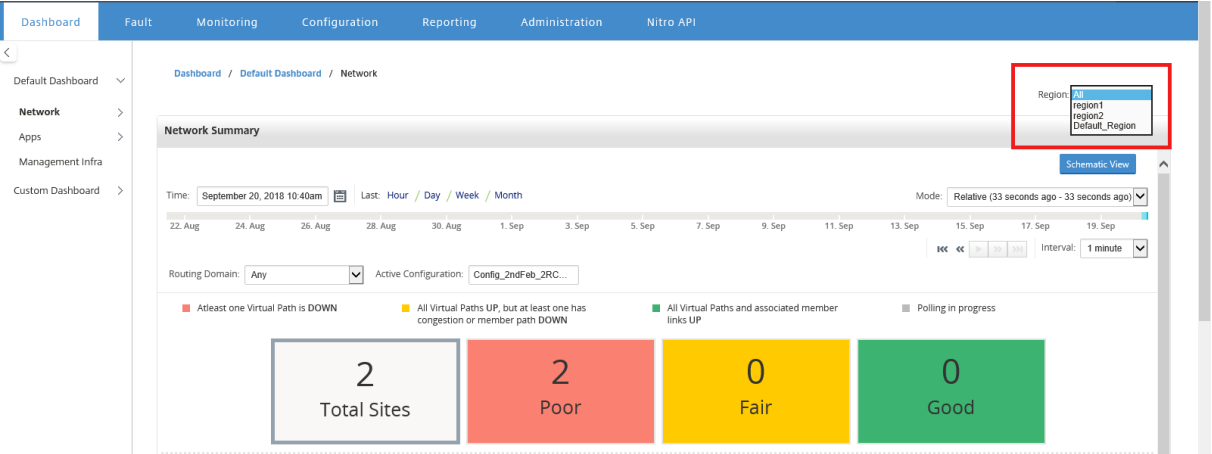 Dashboard Fault Monitoring Configuration Reporting Administration Nitro API
Default Dashboard
Network
Apps
Management Infra
Custom Dashboard
Dashboard / Default Dashboard / Network
Region: All
region1
region2
Default_Region
Network Summary
Schematic View
Time: September 20, 2018 10:40am Last: Hour / Day / Week / Month
Mode: Relative (33 seconds ago - 33 seconds ago)
22. Aug 24. Aug 26. Aug 28. Aug 30. Aug 1. Sep 3. Sep 5. Sep 7. Sep 9. Sep 11. Sep 13. Sep 15. Sep 17. Sep 19. Sep
Interval: 1 minute
Routing Domain: Any Active Configuration: Config_2ndFeb_2RC...
Atleast one Virtual Path is DOWN
All Virtual Paths UP, but at least one has
congestion or member path DOWN
All Virtual Paths and associated member
links UP
Polling in progress
2
Total Sites
2
Poor
0
Fair
0
Good